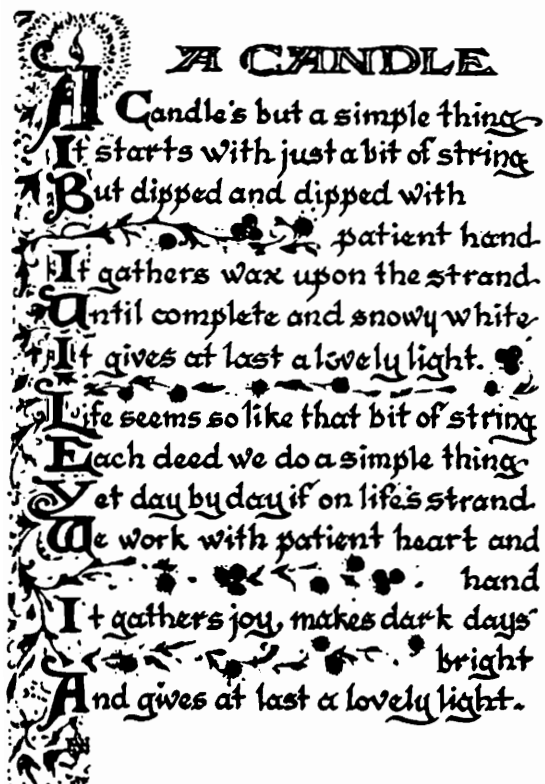 A CANDLE
A Candle's but a simple thing
It starts with just a bit of string
But dipped and dipped with
patient hand
It gathers wax upon the strand
Until complete and snowy white
It gives at last a lovely light.
Life seems so like that bit of string
Each deed we do a simple thing
Yet day by day if on life's strand
We work with patient heart and
hand
It gathers joy, makes dark days
bright
And gives at last a lovely light.